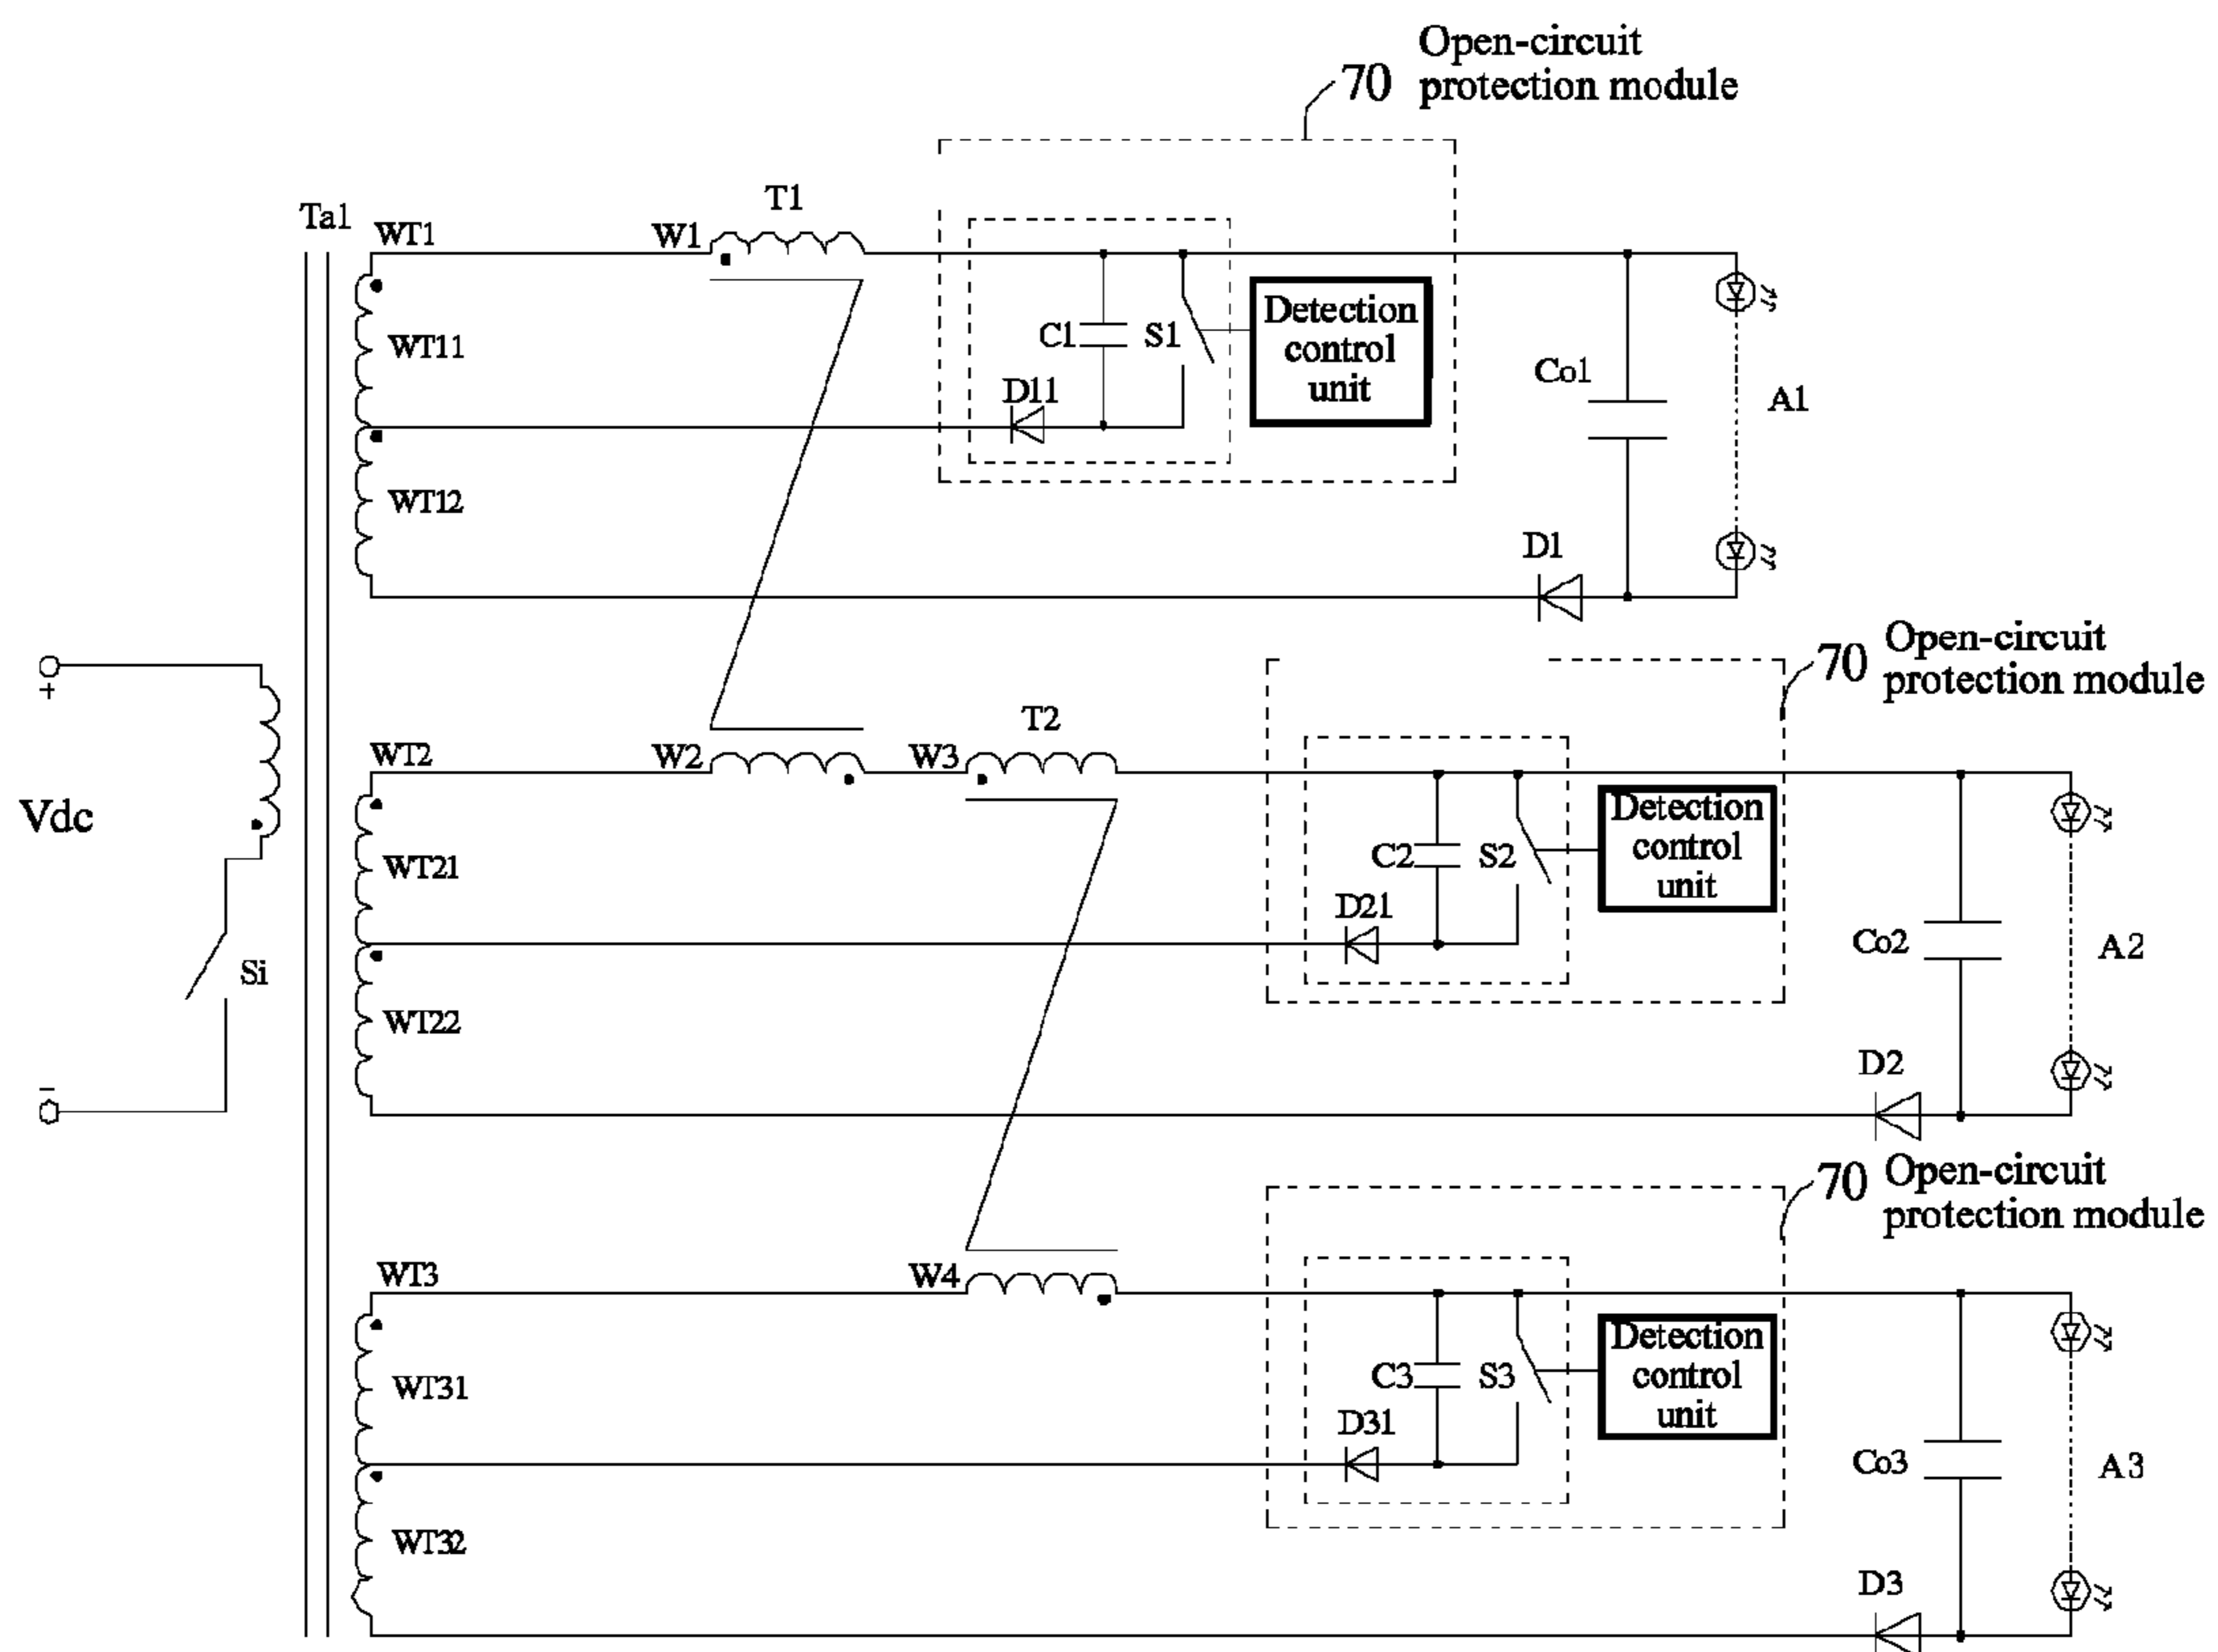 Open-circuit
70 protection module
T1
Ta1
WT1
W1
WT11
C1
S1
Detection
control
unit
D11
Co1
A1
WT12
D1
+
Vdc
Si
−
70
Open-circuit
protection module
T2
WT2
W2
W3
WT21
C2
S2
Detection
control
unit
D21
Co2
A2
WT22
D2
70
Open-circuit
protection module
WT3
W4
WT31
C3
S3
Detection
control
unit
D31
Co3
A3
WT32
D3